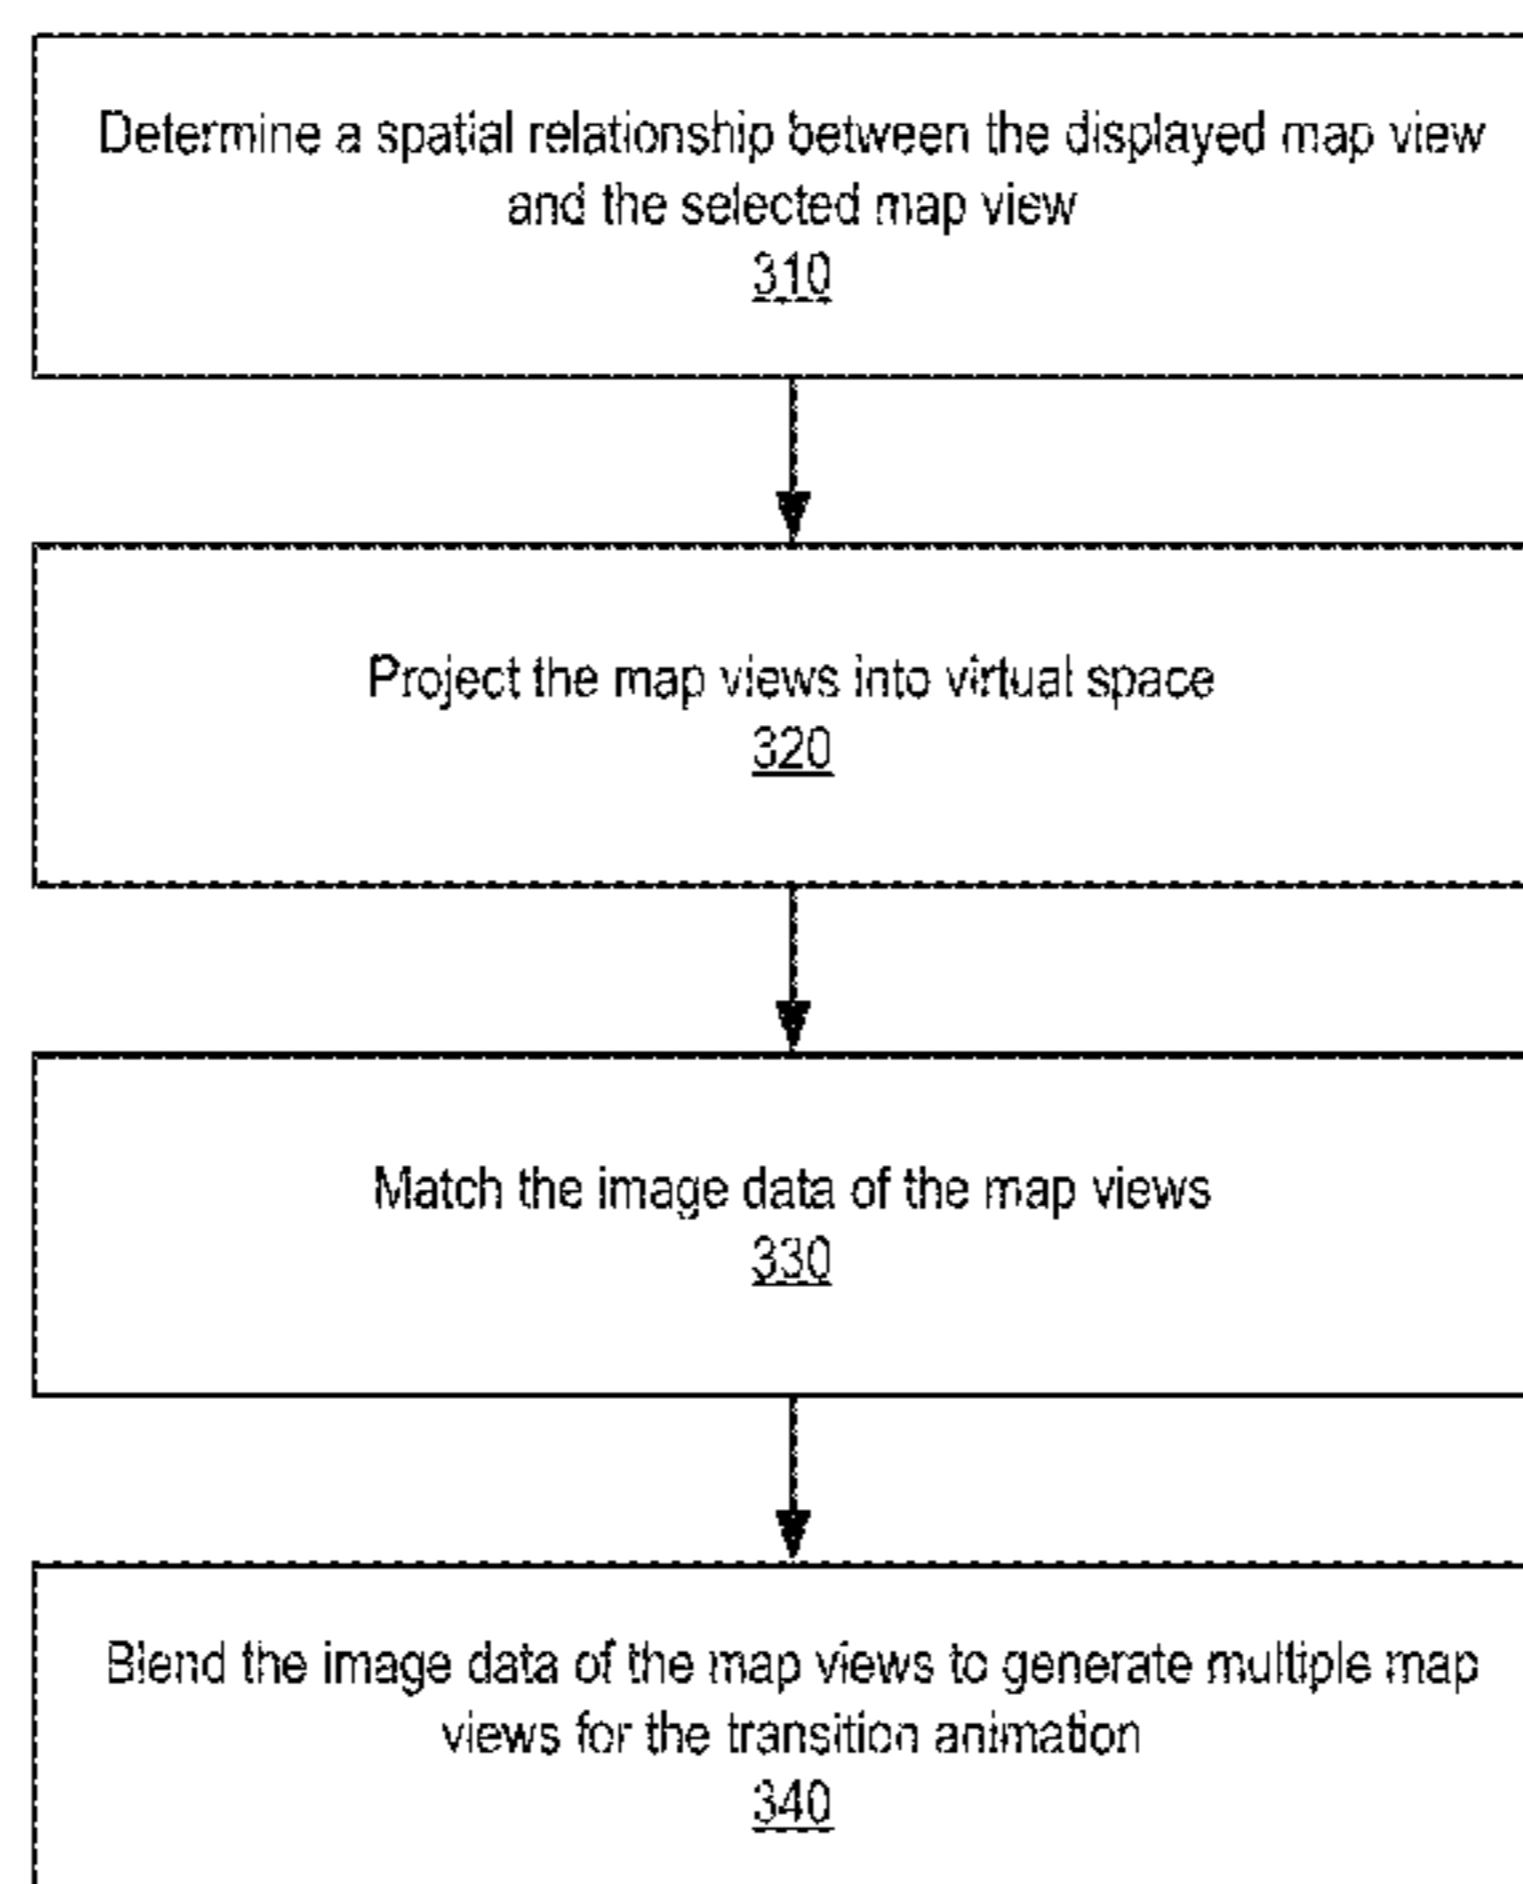 Determine a spatial relationship between the displayed map view
and the selected map view
310
Project the map views into virtual space
320
Match the image data of the map views
330
Blend the image data of the map views to generate multiple map
views for the transition animation
340